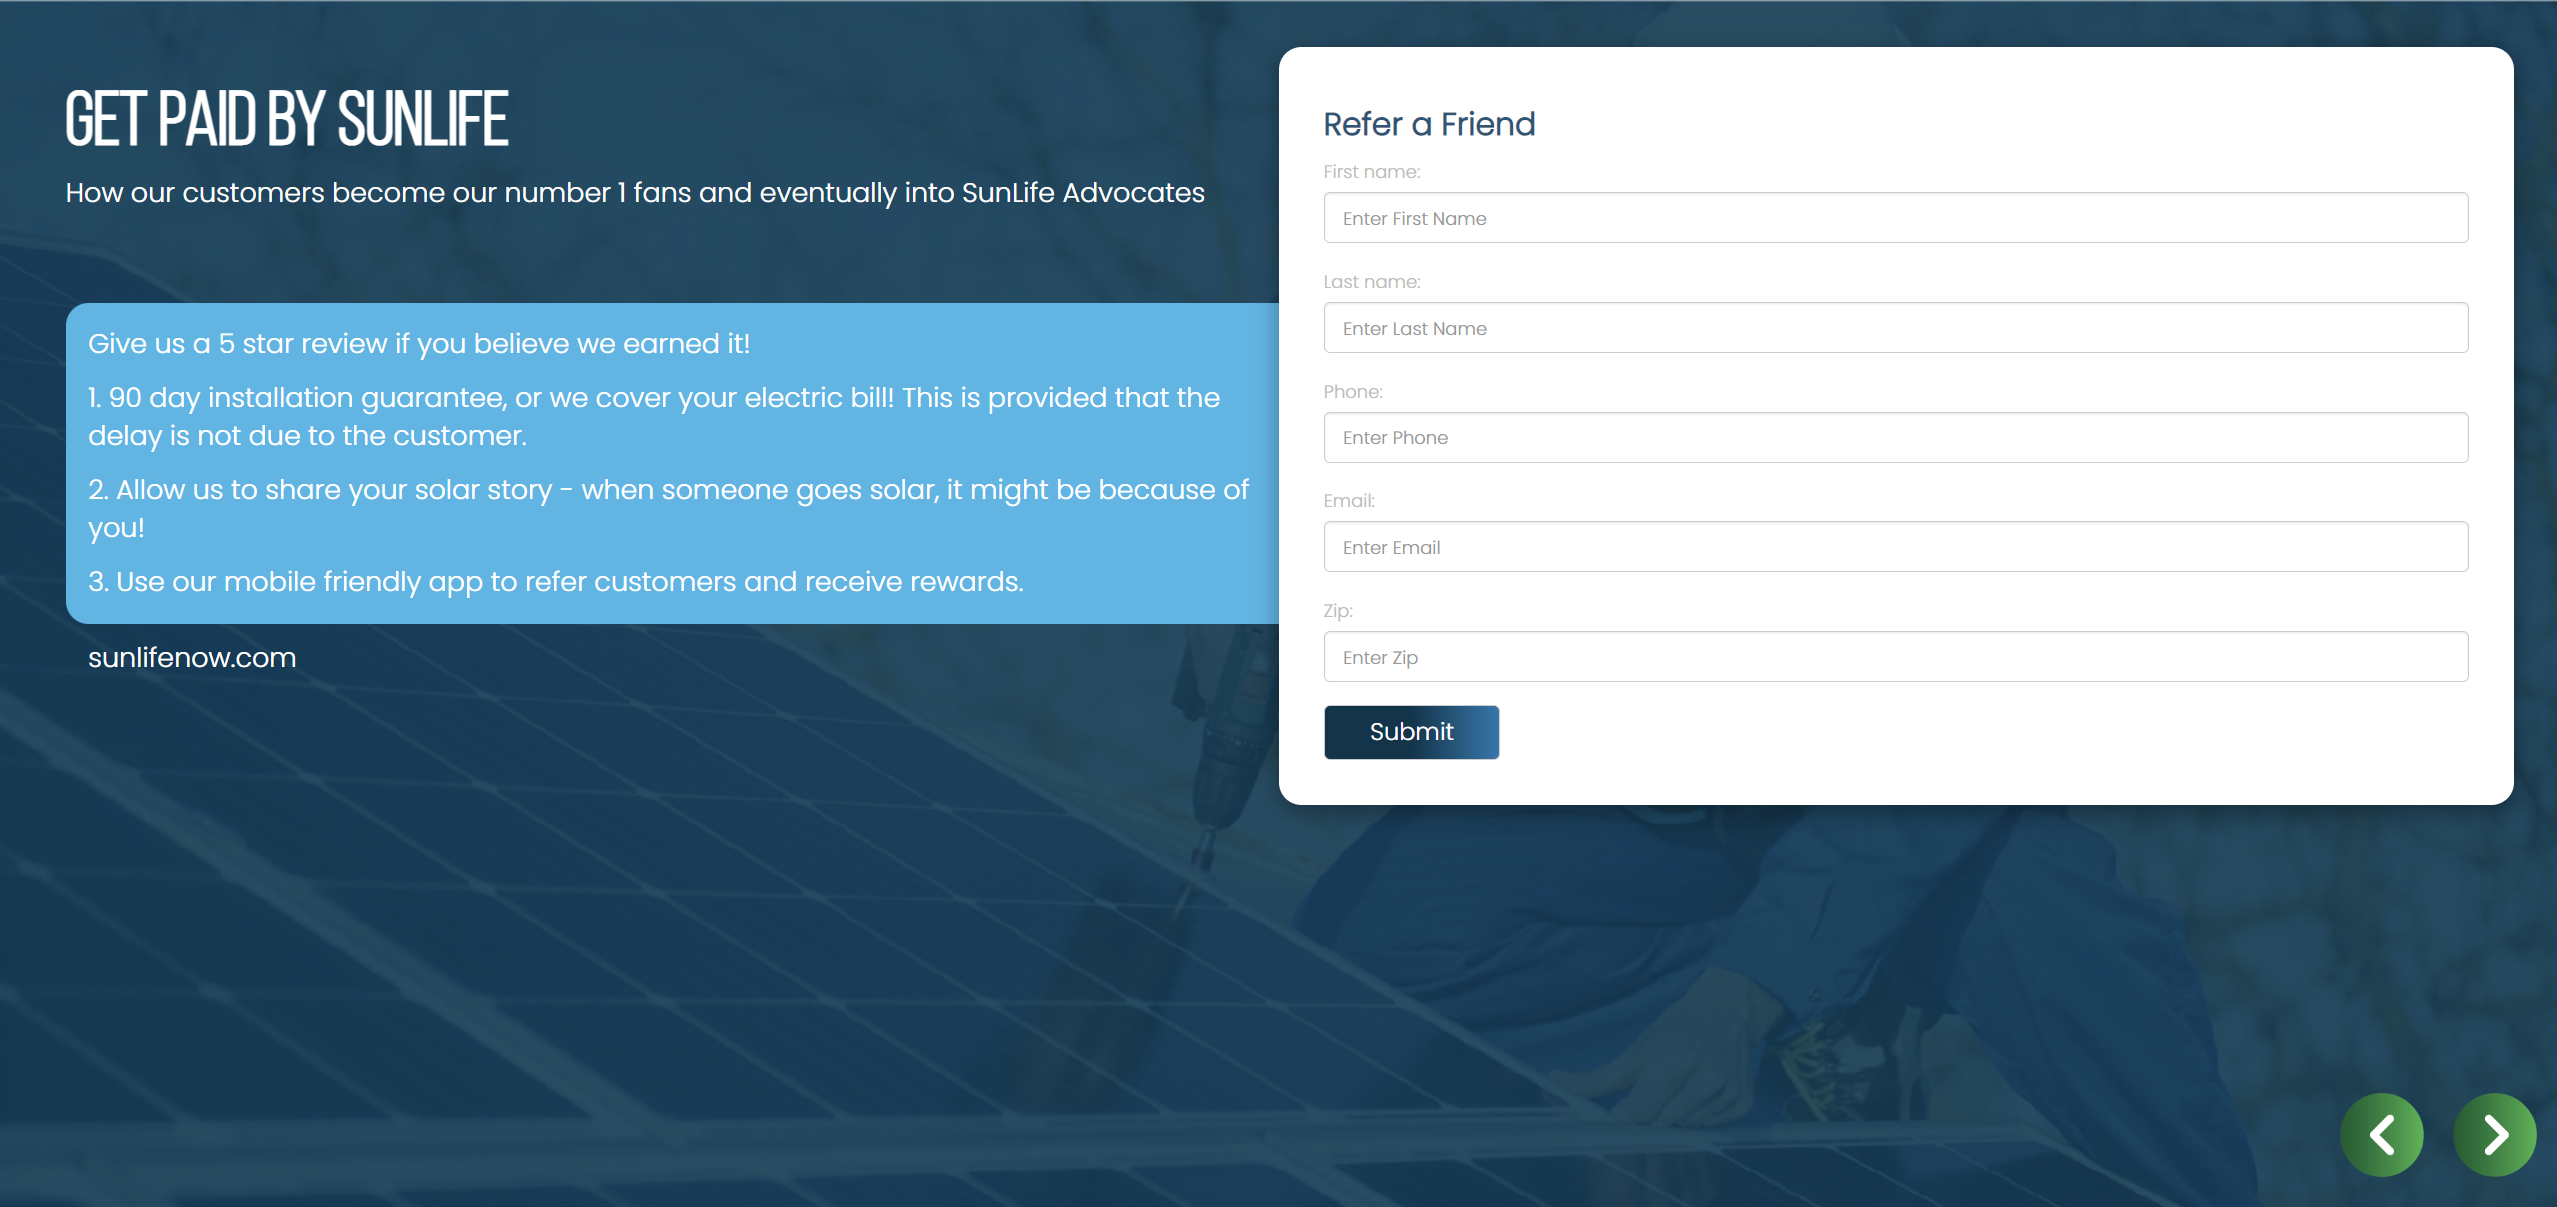 GET PAID BY SUNLIFE
How our customers become our number 1 fans and eventually into SunLife Advocates
Give us a 5 star review if you believe we earned it!
1. 90 day installation guarantee, or we cover your electric bill! This is provided that the
delay is not due to the customer.
2. Allow us to share your solar story - when someone goes solar, it might be because of
you!
3. Use our mobile friendly app to refer customers and receive rewards.
sunlifenow.com
Refer a Friend
First name:
Enter First Name
Last name:
Enter Last Name
Phone:
Enter Phone
Email:
Enter Email
Zip:
Enter Zip
Submit